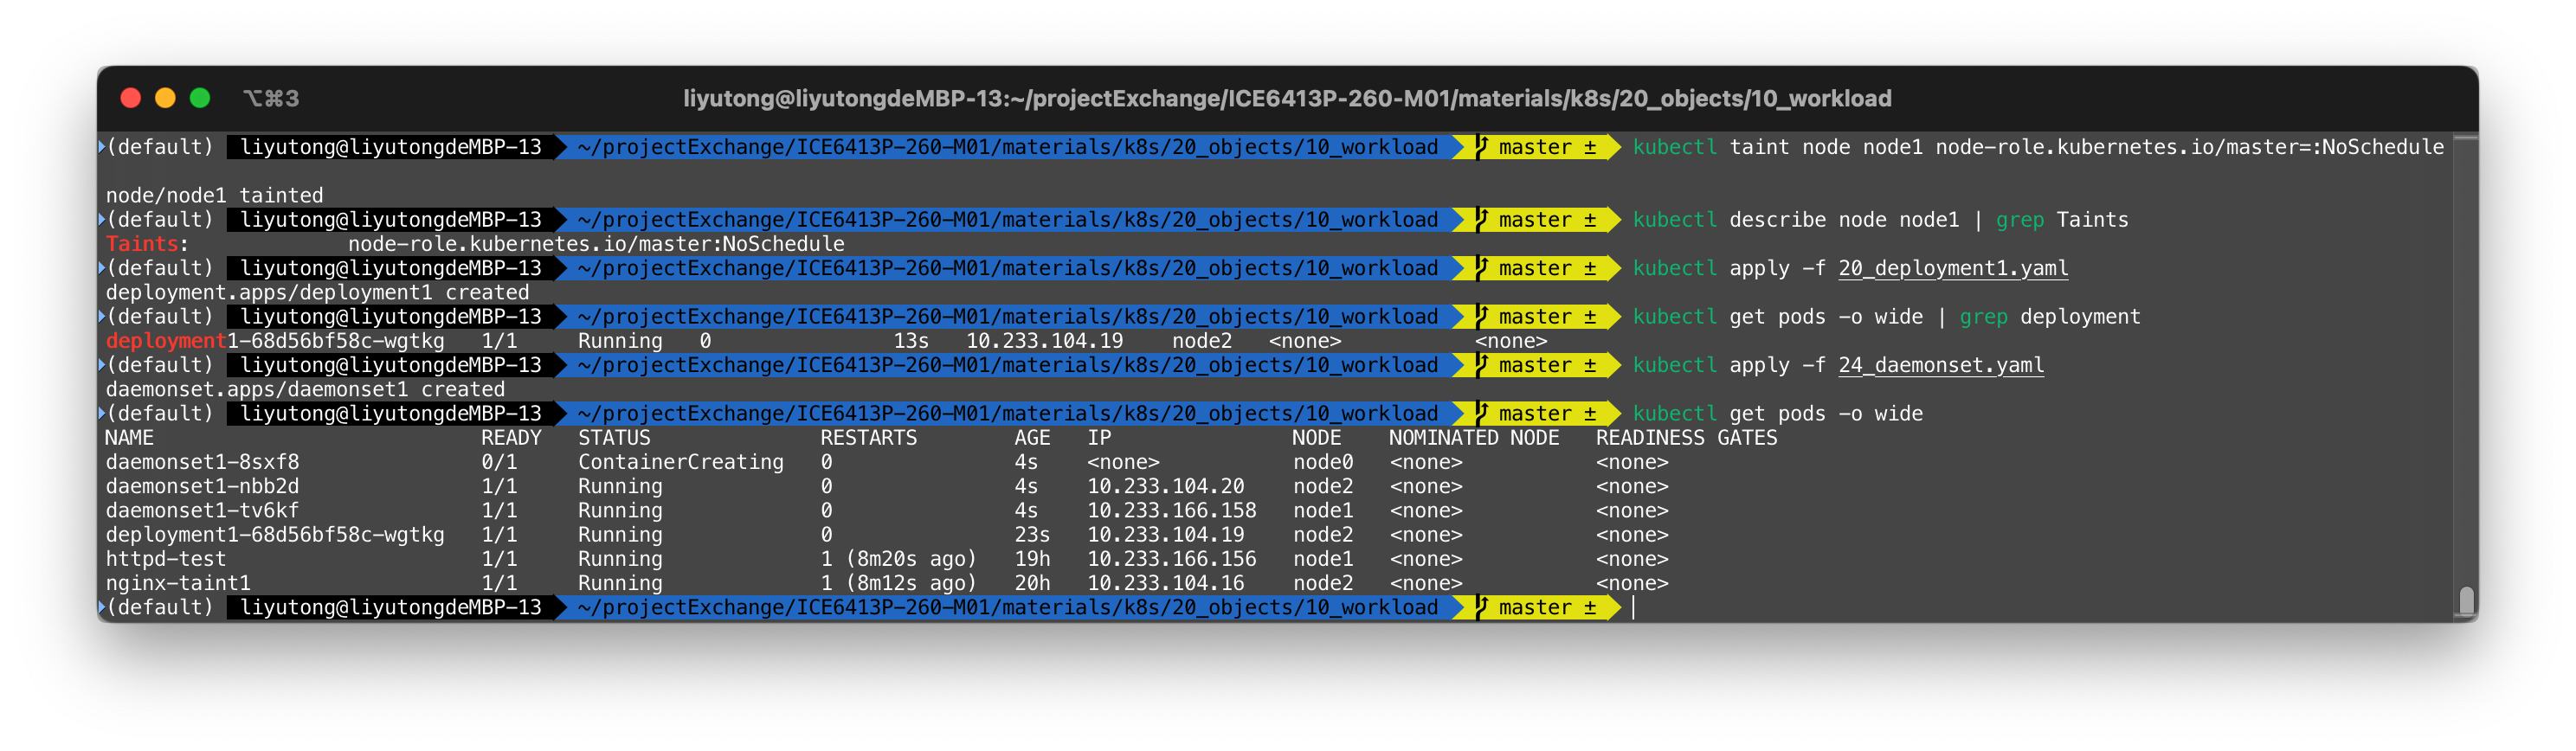 ⌥⌘3 liyutong@liyutongdeMBP-13:~/projectExchange/ICE6413P-260-M01/materials/k8s/20_objects/10_workload
(default) liyutong@liyutongdeMBP-13 ~/projectExchange/ICE6413P-260-M01/materials/k8s/20_objects/10_workload master ± kubectl taint node node1 node-role.kubernetes.io/master=:NoSchedule
node/node1 tainted
(default) liyutong@liyutongdeMBP-13 ~/projectExchange/ICE6413P-260-M01/materials/k8s/20_objects/10_workload master ± kubectl describe node node1 | grep Taints
Taints: node-role.kubernetes.io/master:NoSchedule
(default) liyutong@liyutongdeMBP-13 ~/projectExchange/ICE6413P-260-M01/materials/k8s/20_objects/10_workload master ± kubectl apply -f 20_deployment1.yaml
deployment.apps/deployment1 created
(default) liyutong@liyutongdeMBP-13 ~/projectExchange/ICE6413P-260-M01/materials/k8s/20_objects/10_workload master ± kubectl get pods -o wide | grep deployment
deployment1-68d56bf58c-wgtkg 1/1 Running 0 13s 10.233.104.19 node2 <none> <none>
(default) liyutong@liyutongdeMBP-13 ~/projectExchange/ICE6413P-260-M01/materials/k8s/20_objects/10_workload master ± kubectl apply -f 24_daemonset.yaml
daemonset.apps/daemonset1 created
(default) liyutong@liyutongdeMBP-13 ~/projectExchange/ICE6413P-260-M01/materials/k8s/20_objects/10_workload master ± kubectl get pods -o wide
NAME READY STATUS RESTARTS AGE IP NODE NOMINATED NODE READINESS GATES
daemonset1-8sxf8 0/1 ContainerCreating 0 4s <none> node0 <none> <none>
daemonset1-nbb2d 1/1 Running 0 4s 10.233.104.20 node2 <none> <none>
daemonset1-tv6kf 1/1 Running 0 4s 10.233.166.158 node1 <none> <none>
deployment1-68d56bf58c-wgtkg 1/1 Running 0 23s 10.233.104.19 node2 <none> <none>
httpd-test 1/1 Running 1 (8m20s ago) 19h 10.233.166.156 node1 <none> <none>
nginx-taint1 1/1 Running 1 (8m12s ago) 20h 10.233.104.16 node2 <none> <none>
(default) liyutong@liyutongdeMBP-13 ~/projectExchange/ICE6413P-260-M01/materials/k8s/20_objects/10_workload master ±